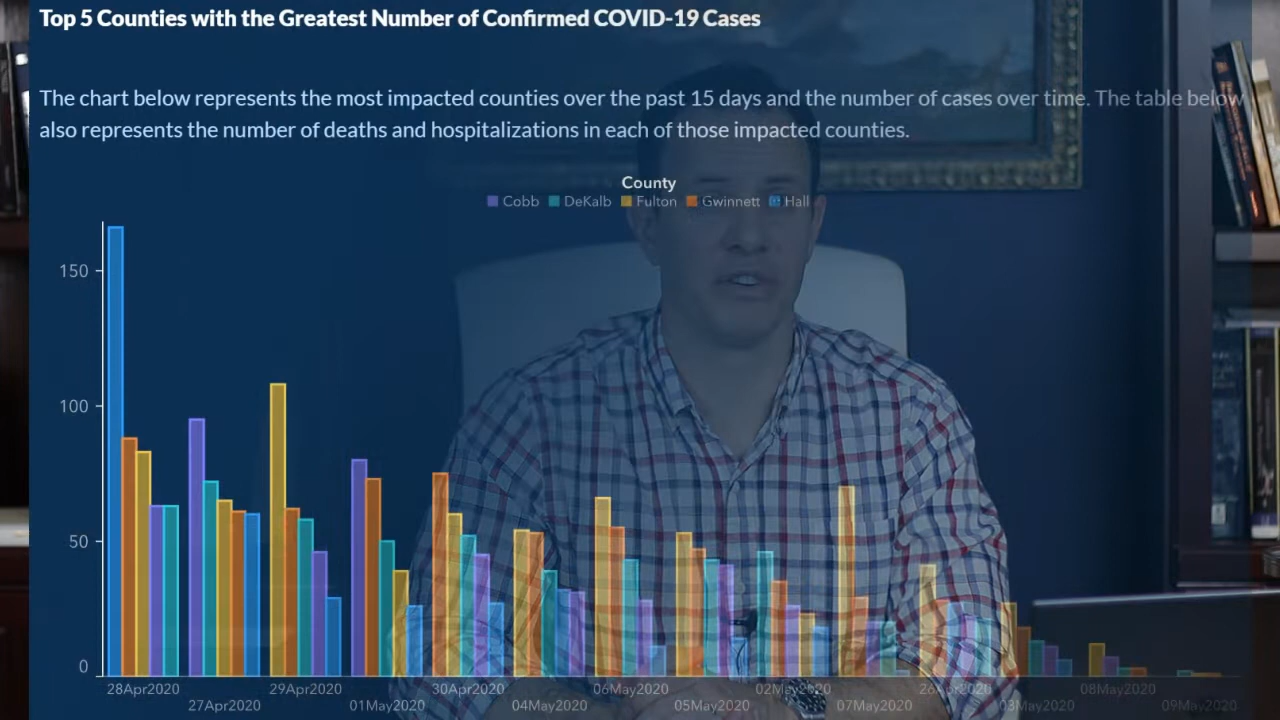 Top 5 Counties with the Greatest Number of Confirmed COVID-19 Cases
The chart below represents the most impacted counties over the past 15 days and the number of cases over time. The table below
also represents the number of deaths and hospitalizations in each of those impacted counties.
County
Cobb DeKalb Fulton Gwinnett Hall
150
100
50
0
28Apr2020 29Apr2020 30Apr2020 06May2020 02May2020 26Apr2020 08May2020
27Apr2020 01May2020 04May2020 05May2020 07May2020 03May2020 09May2020